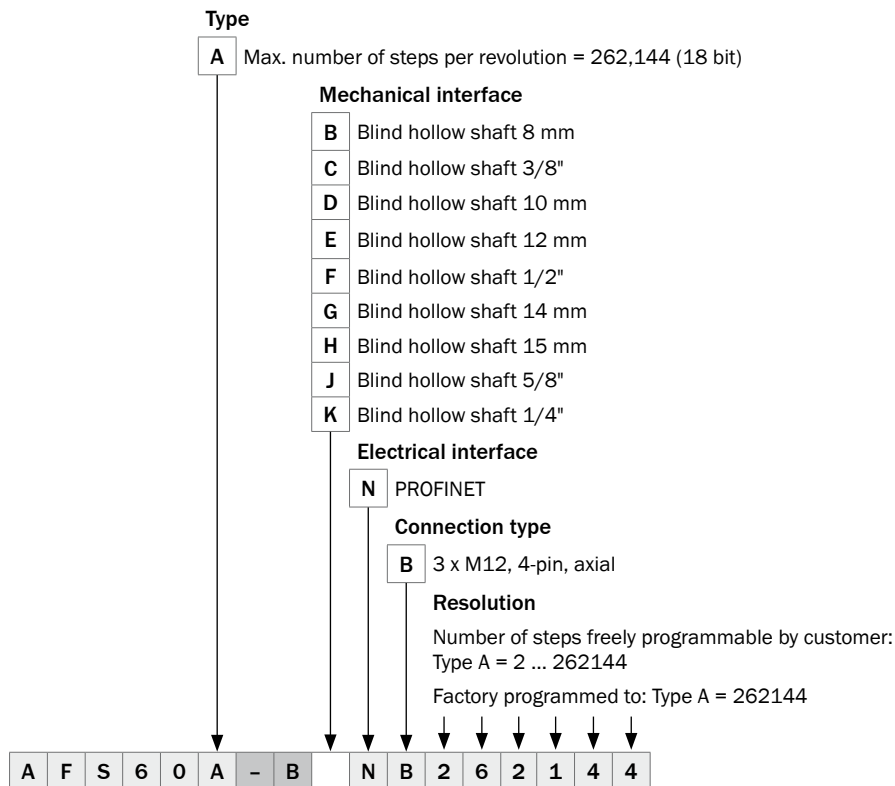 Type
A Max. number of steps per revolution = 262,144 (18 bit)
Mechanical interface
B Blind hollow shaft 8 mm
C Blind hollow shaft 3/8"
D Blind hollow shaft 10 mm
E Blind hollow shaft 12 mm
F Blind hollow shaft 1/2"
G Blind hollow shaft 14 mm
H Blind hollow shaft 15 mm
J Blind hollow shaft 5/8"
K Blind hollow shaft 1/4"
Electrical interface
N PROFINET
Connection type
B 3 x M12, 4-pin, axial
Resolution
Number of steps freely programmable by customer:
Type A = 2 ... 262144
Factory programmed to: Type A = 262144
A F S 6 0 A – B N B 2 6 2 1 4 4